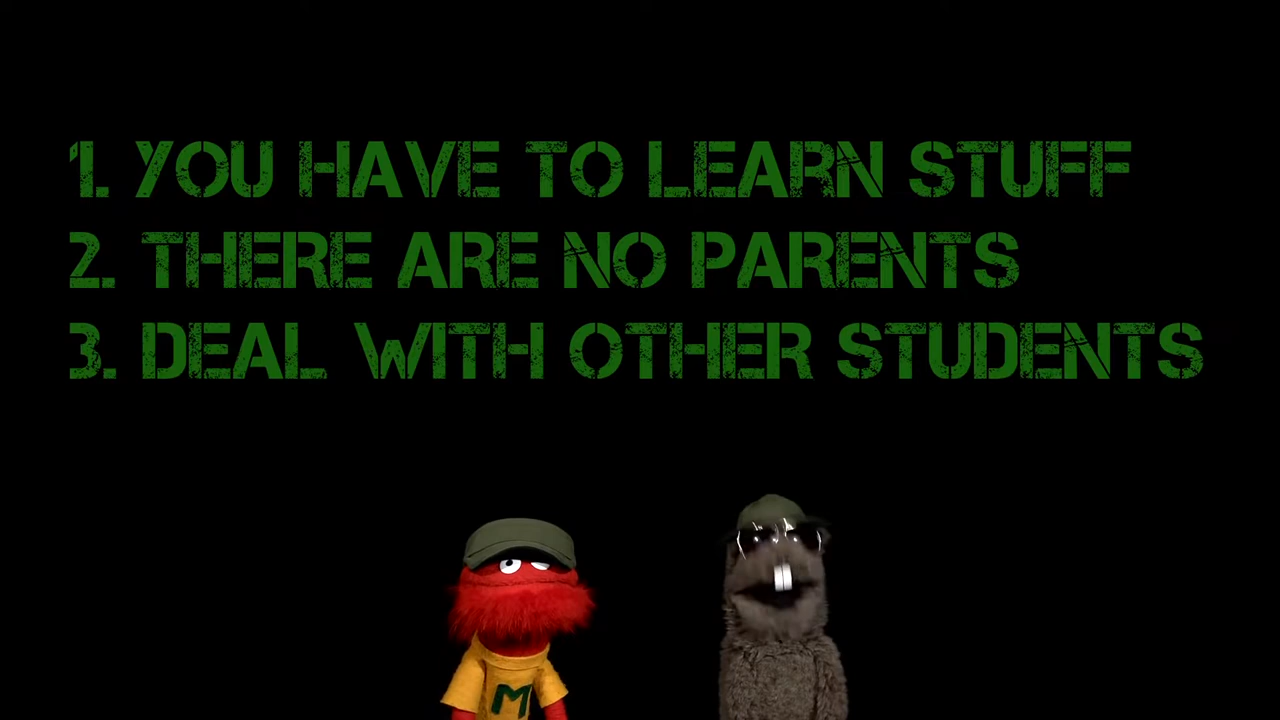 1. YOU HAVE TO LEARN STUFF
2. THERE ARE NO PARENTS
3. DEAL WITH OTHER STUDENTS
M